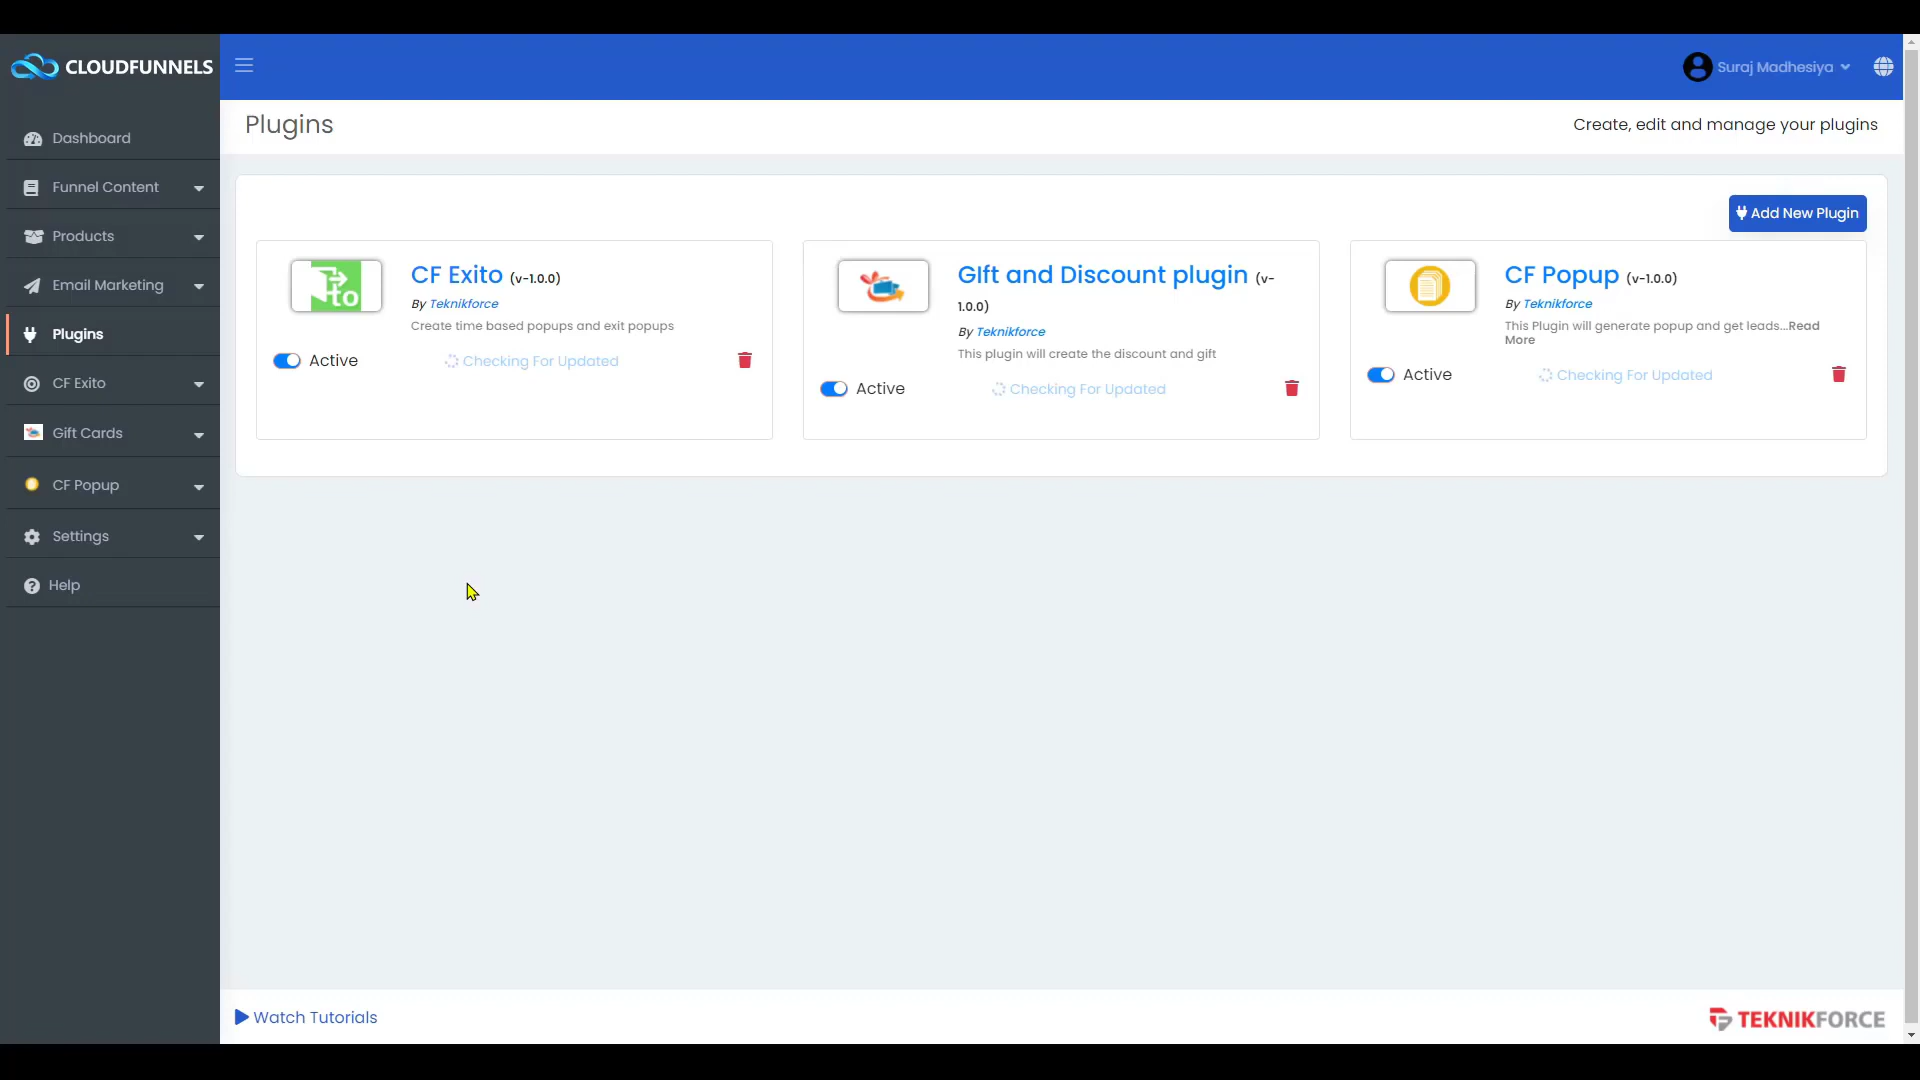 CLOUDFUNNELS
Suraj Madhesiya
Dashboard
Funnel Content
Products
Email Marketing
Plugins
CF Exito
Gift Cards
CF Popup
Settings
Help
Plugins
Create, edit and manage your plugins
Add New Plugin
to
CF Exito (v-1.0.0)
By Teknikforce
Create time based popups and exit popups
Active
Checking For Updated
GIft and Discount plugin (v-
1.0.0)
By Teknikforce
This plugin will create the discount and gift
Active
Checking For Updated
CF Popup (v-1.0.0)
By Teknikforce
This Plugin will generate popup and get leads...Read
More
Active
Checking For Updated
Watch Tutorials
TEKNIKFORCE